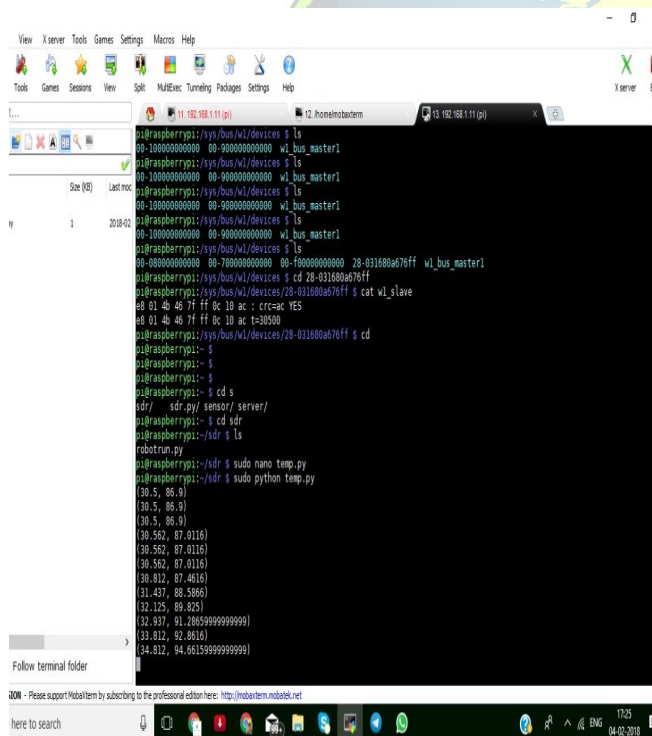 View X server Tools Games Settings Macros Help
Tools Games Sessions View Split MultiExec Tunneling Packages Settings Help X server
11. 192.168.1.11 (pi) 12. /home/mobaxterm 13. 192.168.1.11 (pi)
pi@raspberrypi:/sys/bus/w1/devices $ ls
00-100000000000 00-900000000000 w1_bus_master1
pi@raspberrypi:/sys/bus/w1/devices $ ls
00-100000000000 00-900000000000 w1_bus_master1
pi@raspberrypi:/sys/bus/w1/devices $ ls
00-100000000000 00-900000000000 w1_bus_master1
pi@raspberrypi:/sys/bus/w1/devices $ ls
00-100000000000 00-900000000000 w1_bus_master1
pi@raspberrypi:/sys/bus/w1/devices $ ls
00-080000000000 00-700000000000 00-f00000000000 28-031680a676ff w1_bus_master1
pi@raspberrypi:/sys/bus/w1/devices $ cd 28-031680a676ff
pi@raspberrypi:/sys/bus/w1/devices/28-031680a676ff $ cat w1_slave
e8 01 4b 46 7f ff 0c 10 ac : crc=ac YES
e8 01 4b 46 7f ff 0c 10 ac t=30500
pi@raspberrypi:/sys/bus/w1/devices/28-031680a676ff $ cd
pi@raspberrypi:~ $
pi@raspberrypi:~ $
pi@raspberrypi:~ $
pi@raspberrypi:~ $ cd s
sdr/ sdr.py/ sensor/ server/
pi@raspberrypi:~ $ cd sdr
pi@raspberrypi:~/sdr $ ls
robotrun.py
pi@raspberrypi:~/sdr $ sudo nano temp.py
pi@raspberrypi:~/sdr $ sudo python temp.py
(30.5, 86.9)
(30.5, 86.9)
(30.5, 86.9)
(30.562, 87.0116)
(30.562, 87.0116)
(30.562, 87.0116)
(30.812, 87.4616)
(31.437, 88.5866)
(32.125, 89.825)
(32.937, 91.28659999999999)
(33.812, 92.8616)
(34.812, 94.66159999999999)
Size (KB) Last mod
1 2018-02
Follow terminal folder
SION - Please support MobaXterm by subscribing to the professional edition here: http://mobaxterm.mobatek.net
here to search 99+ ENG 17:25
04-02-2018